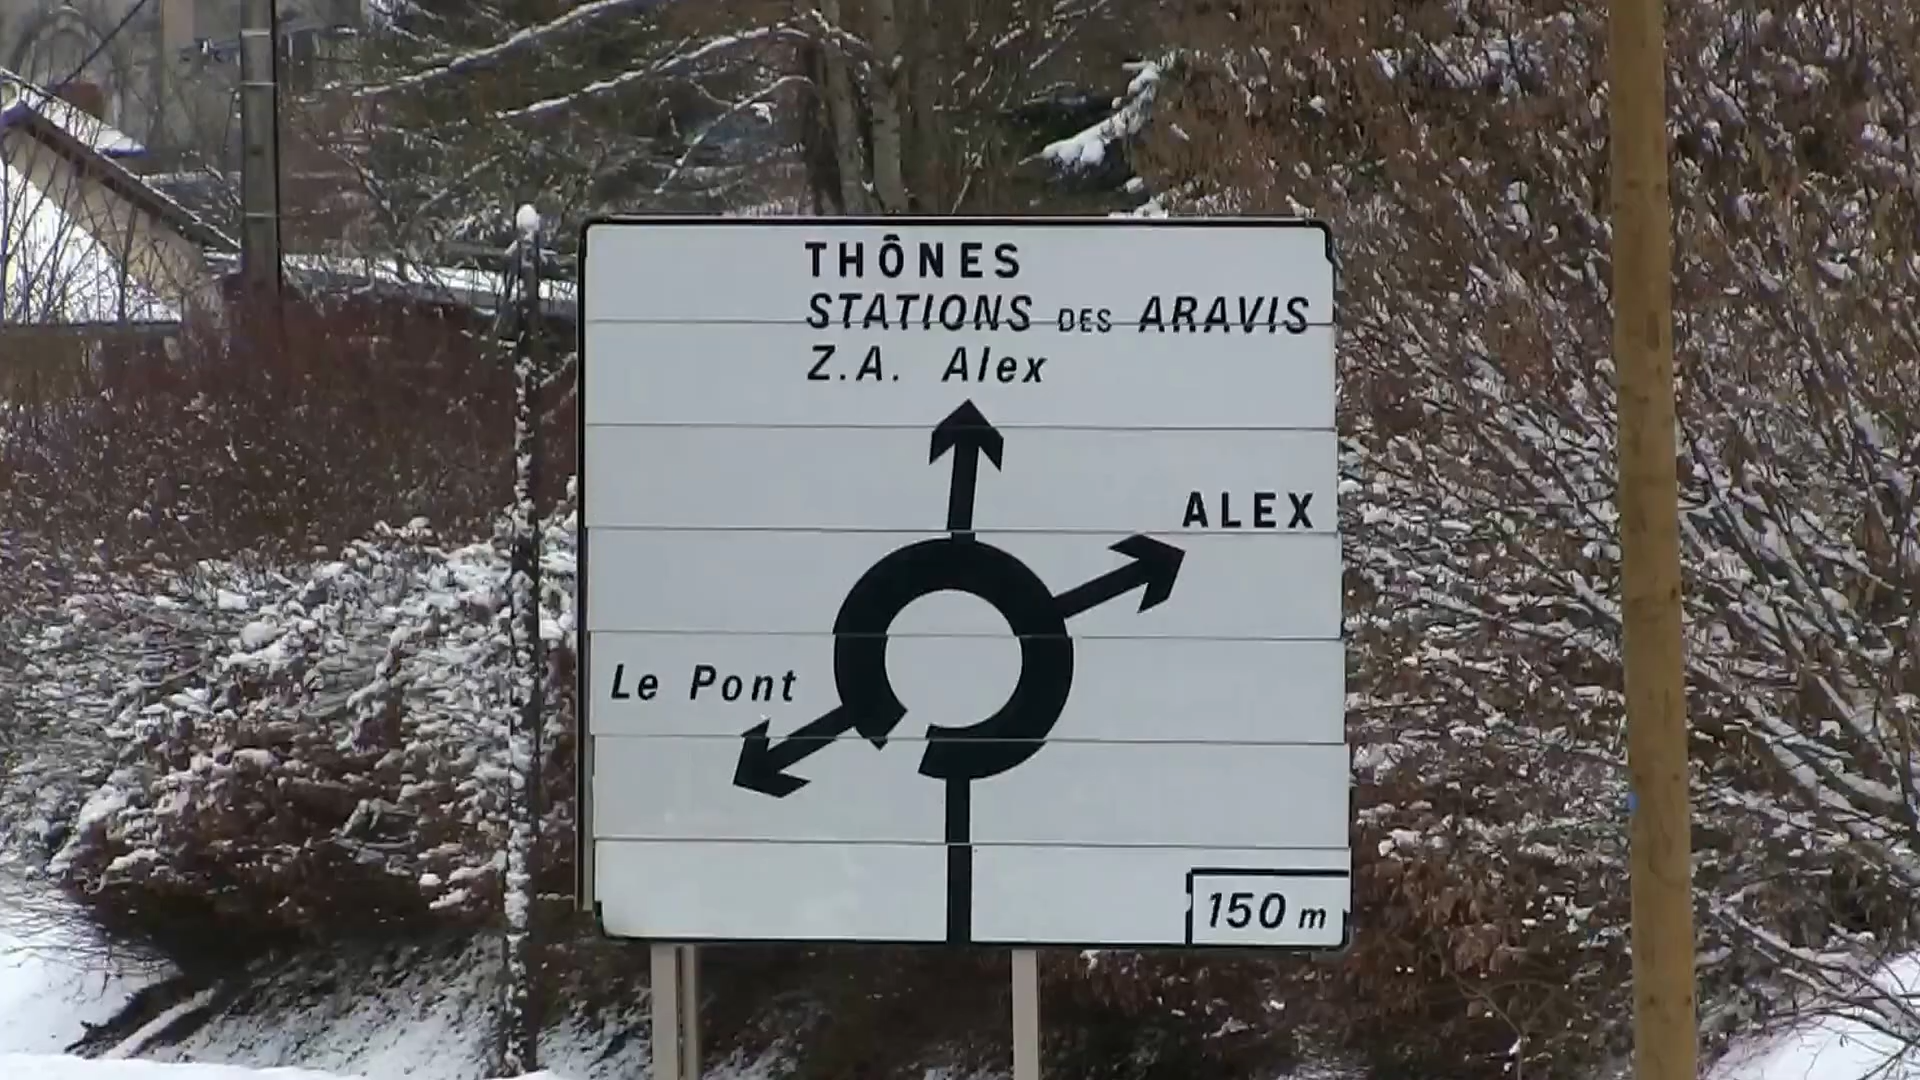 THÔNES
STATIONS DES ARAVIS
Z.A. Alex
ALEX
Le Pont
150 m